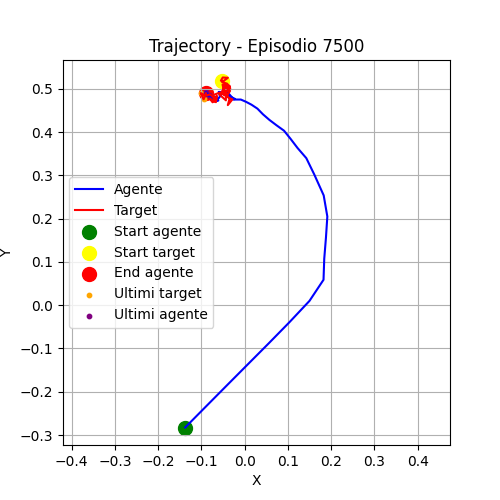 Trajectory - Episodio 7500
Y
0.5
0.4
0.3
0.2
0.1
0.0
−0.1
−0.2
−0.3
Agente
Target
Start agente
Start target
End agente
Ultimi target
Ultimi agente
−0.4 −0.3 −0.2 −0.1 0.0 0.1 0.2 0.3 0.4
X